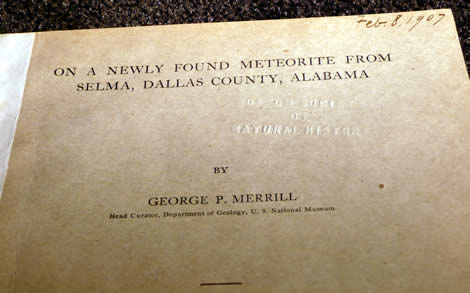 Feb. 8, 1907
ON A NEWLY FOUND METEORITE FROM
SELMA, DALLAS COUNTY, ALABAMA
OF
NATURAL HISTORY
BY
GEORGE P. MERRILL
Head Curator, Department of Geology, U. S. National Museum